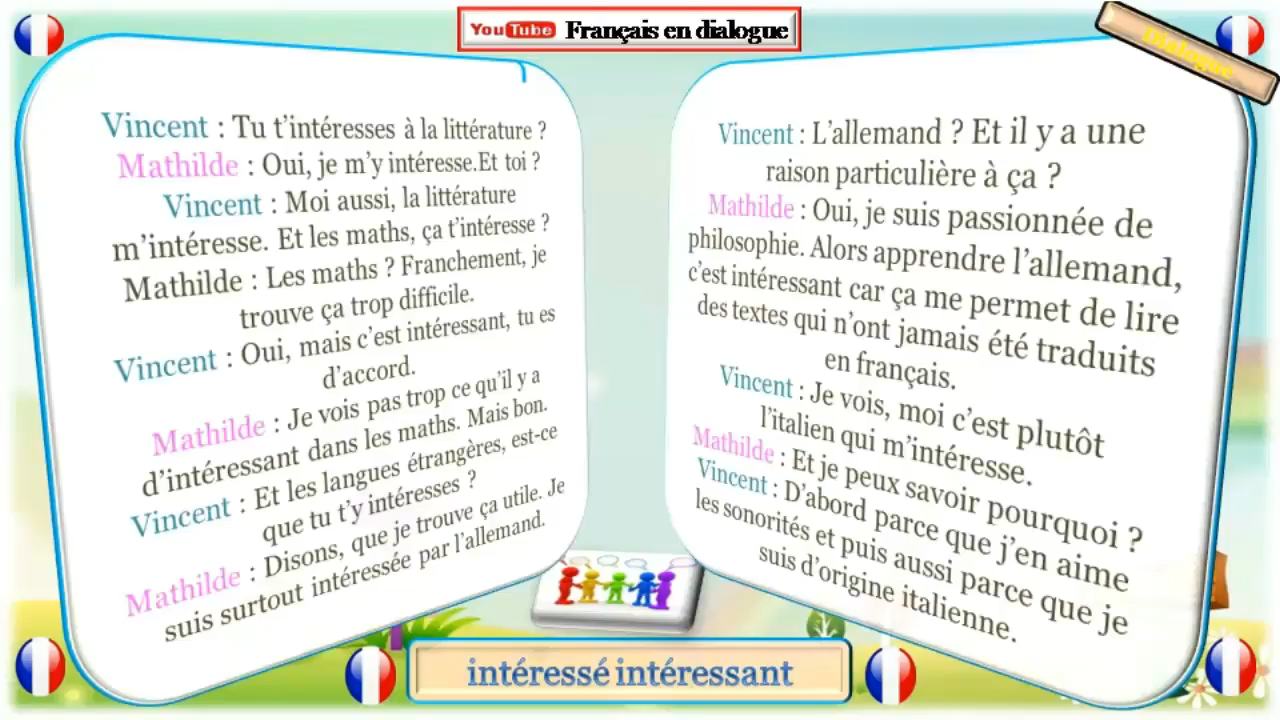 YouTube Français en dialogue
Dialogue
Vincent : Tu t'intéresses à la littérature ?
Mathilde : Oui, je m'y intéresse.Et toi ?
Vincent : Moi aussi, la littérature
m'intéresse. Et les maths, ça t'intéresse ?
Mathilde : Les maths ? Franchement, je
trouve ça trop difficile.
Vincent : Oui, mais c'est intéressant, tu es
d'accord.
Mathilde : Je vois pas trop ce qu'il y a
d'intéressant dans les maths. Mais bon.
Vincent : Et les langues étrangères, est-ce
que tu t'y intéresses ?
Mathilde : Disons, que je trouve ça utile. Je
suis surtout intéressée par l'allemand.
Vincent : L'allemand ? Et il y a une
raison particulière à ça ?
Mathilde : Oui, je suis passionnée de
philosophie. Alors apprendre l'allemand,
c'est intéressant car ça me permet de lire
des textes qui n'ont jamais été traduits
en français.
Vincent : Je vois, moi c'est plutôt
l'italien qui m'intéresse.
Mathilde : Et je peux savoir pourquoi ?
Vincent : D'abord parce que j'en aime
les sonorités et puis aussi parce que je
suis d'origine italienne.
intéressé intéressant